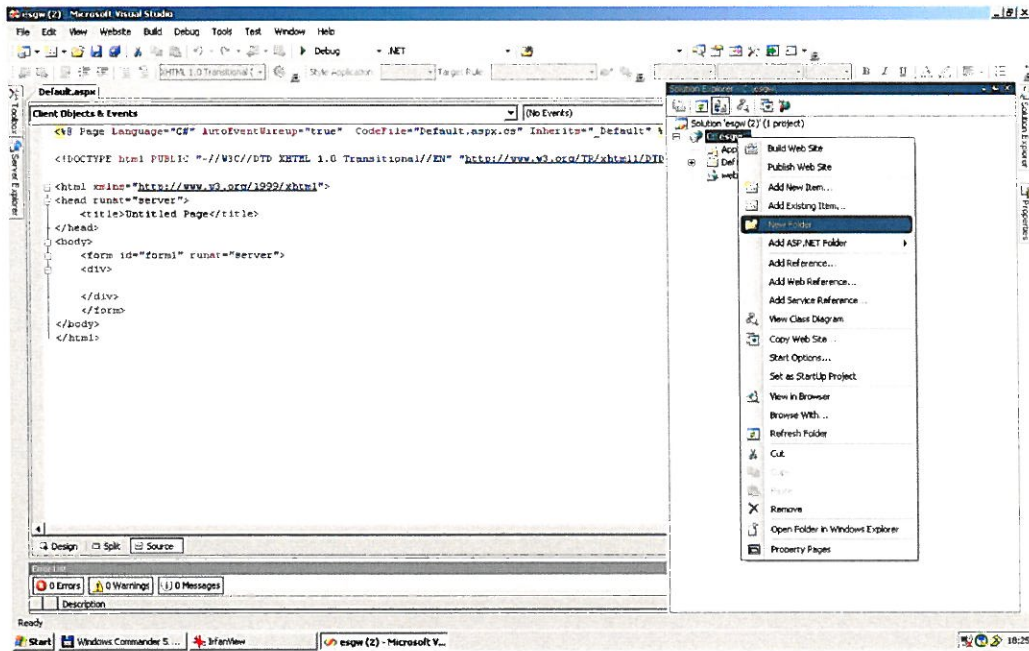 esgw (2) - Microsoft Visual Studio
File Edit View Website Build Debug Tools Test Window Help
Debug .NET
XHTML 1.0 Transitional ( Style Application: Target Rule: B I U
Toolbox
Server Explorer
Default.aspx
Client Objects & Events (No Events)
<%@ Page Language="C#" AutoEventWireup="true" CodeFile="Default.aspx.cs" Inherits="_Default" %
<!DOCTYPE html PUBLIC "-//W3C//DTD XHTML 1.0 Transitional//EN" "http://www.w3.org/TR/xhtml1/DTD
<html xmlns="http://www.w3.org/1999/xhtml">
<head runat="server">
<title>Untitled Page</title>
</head>
<body>
<form id="form1" runat="server">
<div>
</div>
</form>
</body>
</html>
Design Split Source
Error List
0 Errors 0 Warnings 0 Messages
Description
Solution Explorer
Solution 'esgw (2)' (1 project)
App
Def
web
Build Web Site
Publish Web Site
Add New Item...
Add Existing Item...
New Folder
Add ASP.NET Folder
Add Reference...
Add Web Reference...
Add Service Reference...
View Class Diagram
Copy Web Site...
Start Options...
Set as StartUp Project
View in Browser
Browse With...
Refresh Folder
Cut
Copy
Paste
Remove
Open Folder in Windows Explorer
Property Pages
Solution Explorer
Properties
Ready
Start Windows Commander 5.... IrfanView esgw (2) - Microsoft V... 18:25